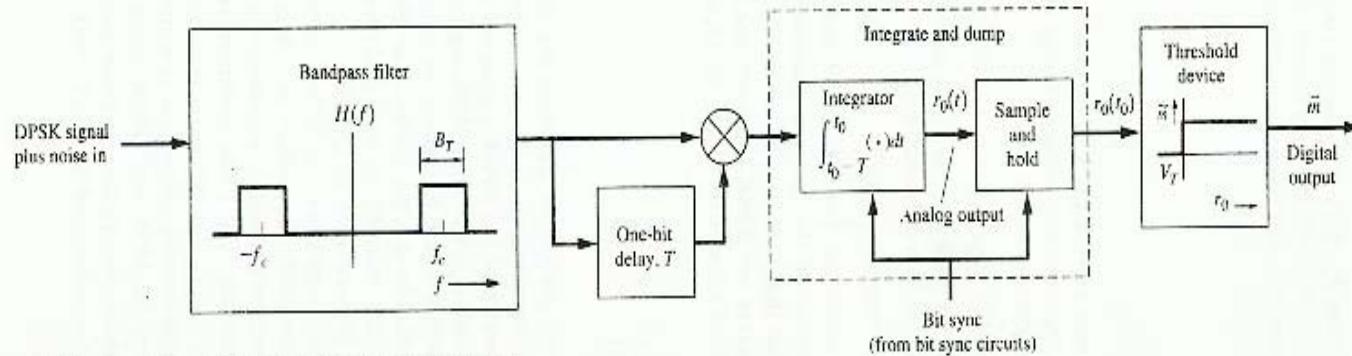 DPSK signal
plus noise in
Bandpass filter
H(f)
B_T
−f_c
f_c
f
One-bit
delay, T
Integrate and dump
Integrator
∫_{t_0 − T}^{t_0} (·)dt
r_0(t)
Analog output
Sample
and
hold
r_0(t_0)
Threshold
device
m̃
V_T
r_0
m̃
Digital
output
Bit sync
(from bit sync circuits)